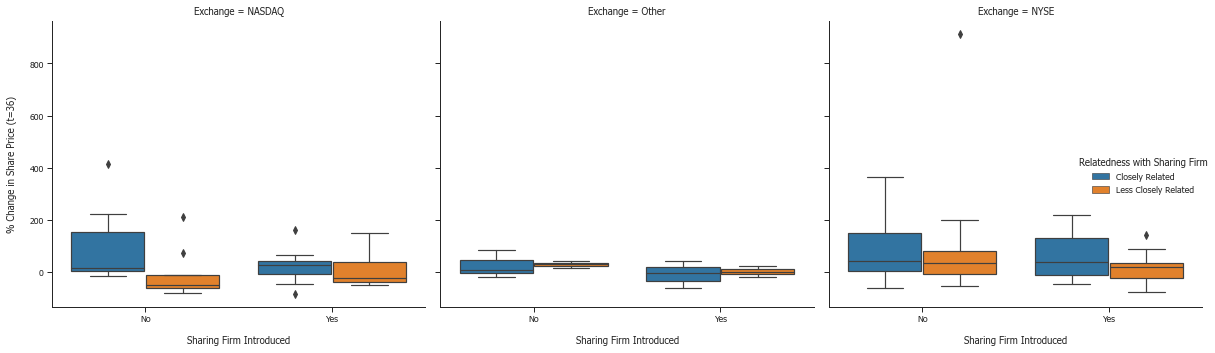 Exchange = NASDAQ
Exchange = Other
Exchange = NYSE
% Change in Share Price (t=36)
800
600
400
200
0
Relatedness with Sharing Firm
Closely Related
Less Closely Related
No
Yes
No
Yes
No
Yes
Sharing Firm Introduced
Sharing Firm Introduced
Sharing Firm Introduced